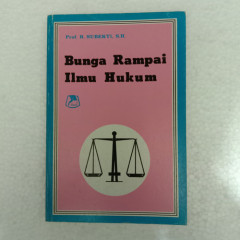 Prof. R. SUBEKTI, S.H.
Bunga Rampai
Ilmu Hukum